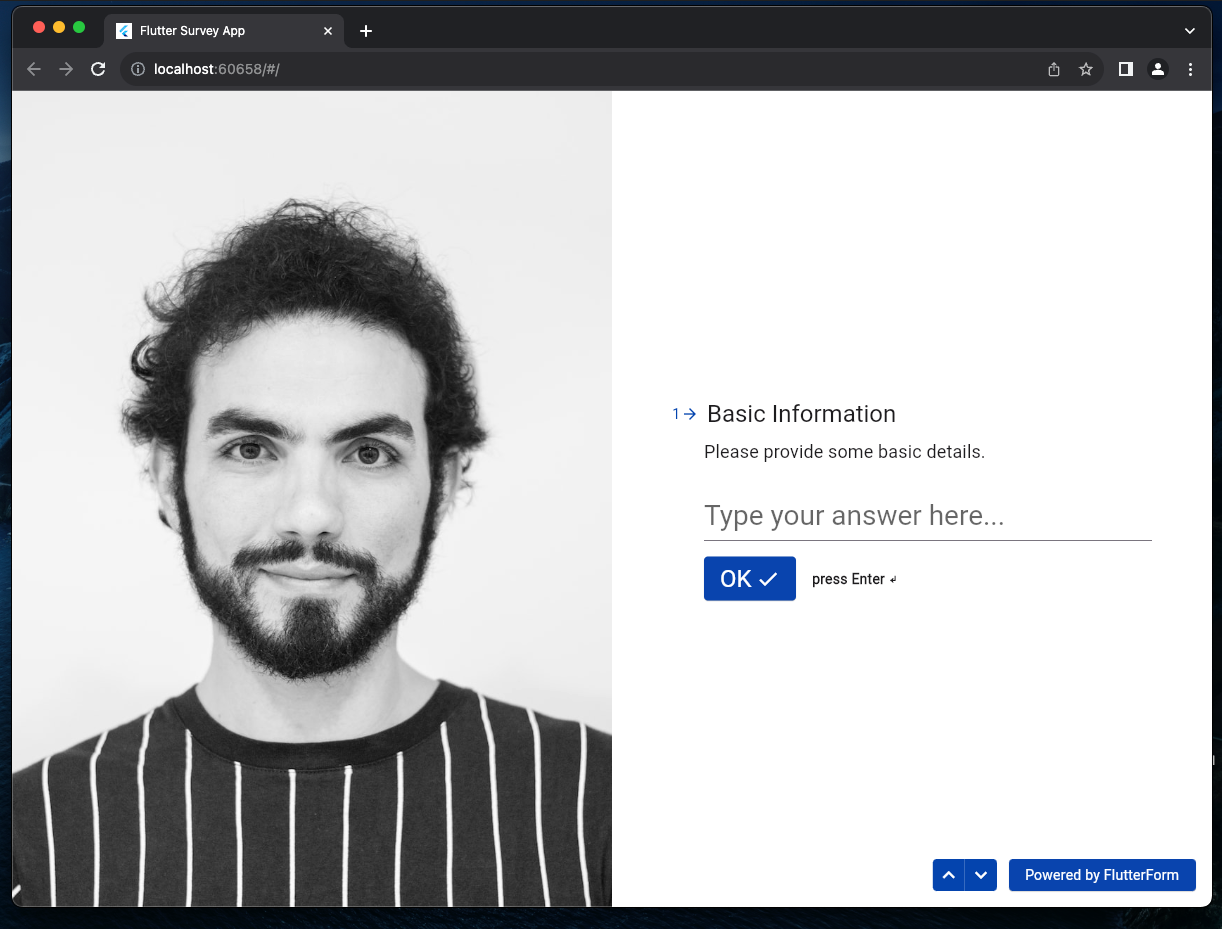 Flutter Survey App
localhost:60658/#/
1
Basic Information
Please provide some basic details.
Type your answer here...
OK
press Enter ↲
Powered by FlutterForm